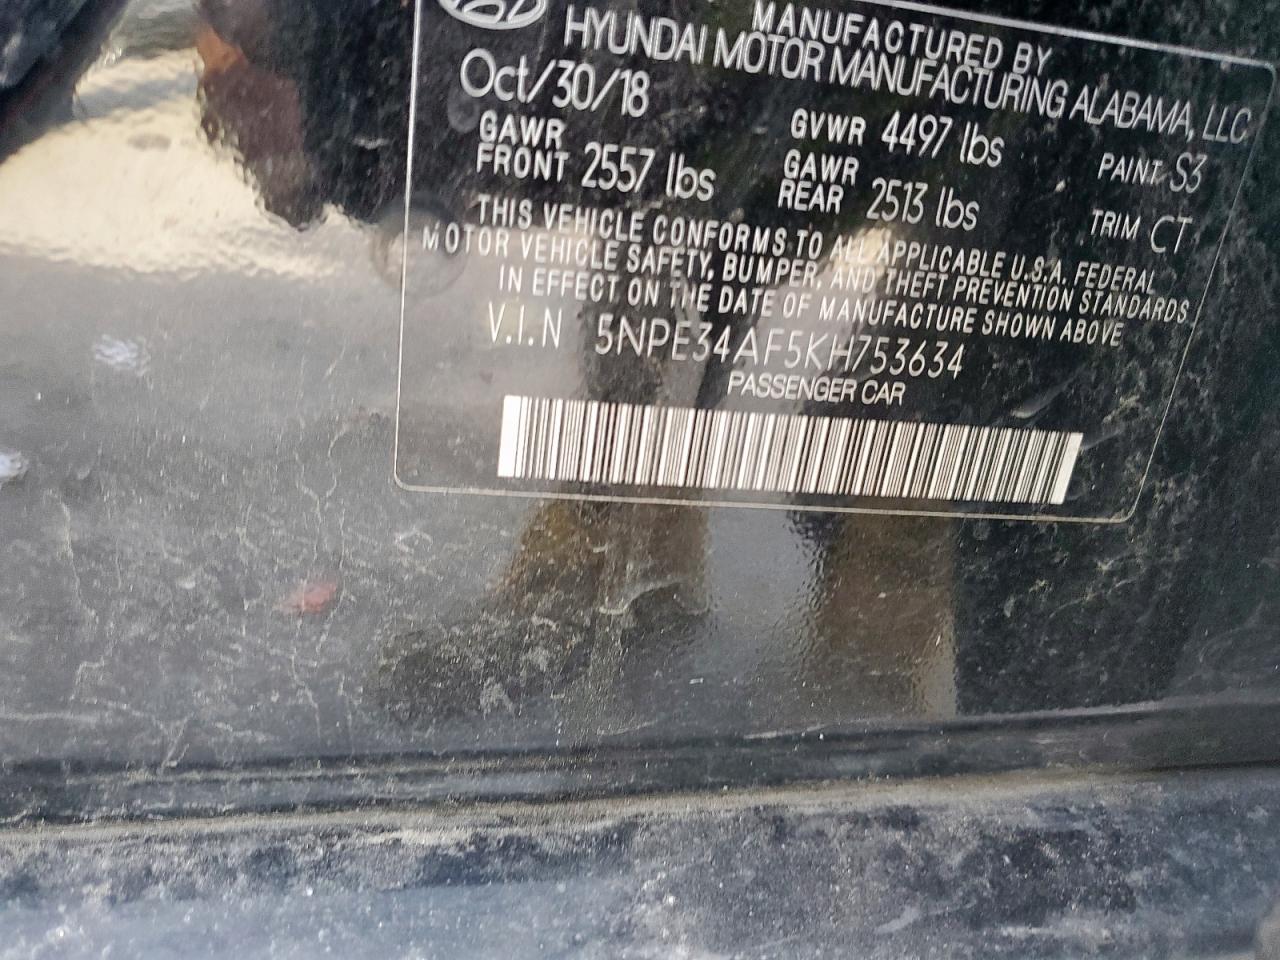 MANUFACTURED BY
HYUNDAI MOTOR MANUFACTURING ALABAMA, LLC
Oct/30/18
GVWR 4497 lbs
PAINT S3
GAWR FRONT 2557 lbs
GAWR REAR 2513 lbs
TRIM CT
THIS VEHICLE CONFORMS TO ALL APPLICABLE U.S.A. FEDERAL
MOTOR VEHICLE SAFETY, BUMPER, AND THEFT PREVENTION STANDARDS
IN EFFECT ON THE DATE OF MANUFACTURE SHOWN ABOVE
V.I.N 5NPE34AF5KH753634
PASSENGER CAR